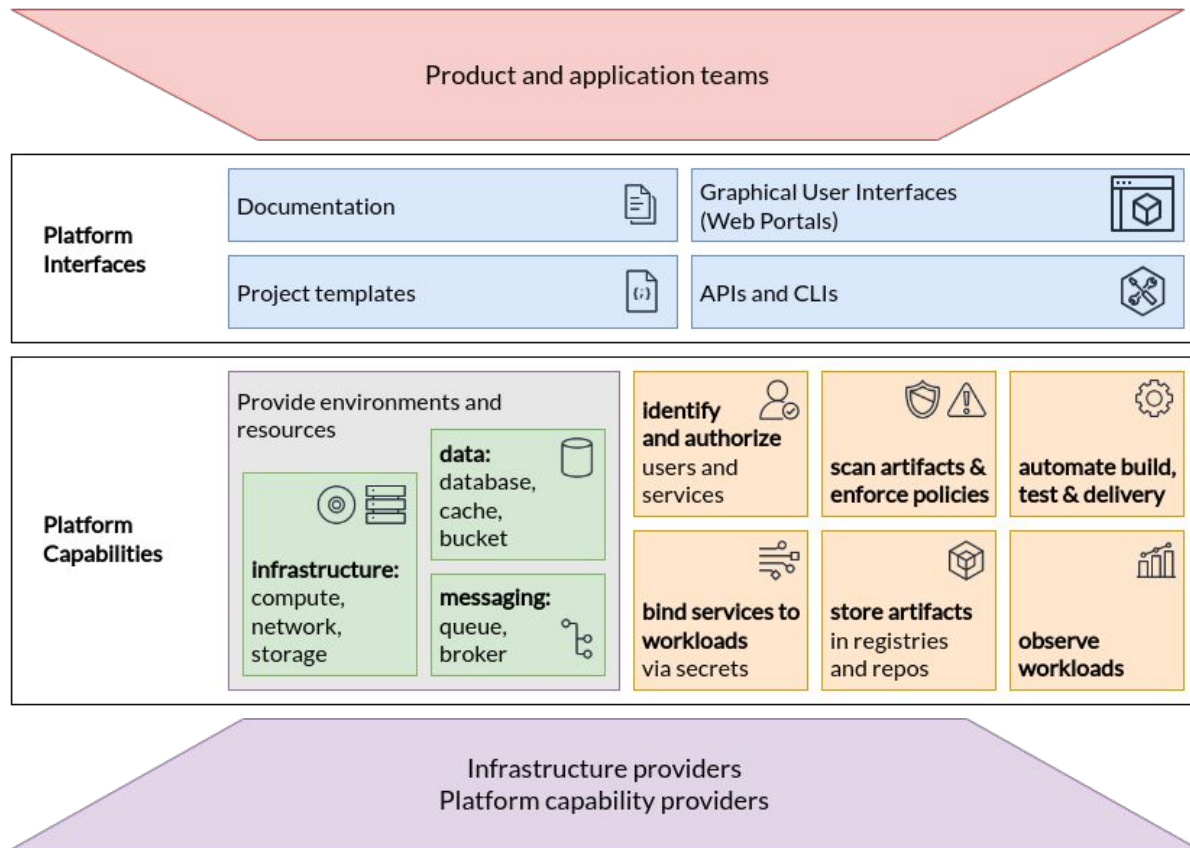 Product and application teams
Platform
Interfaces
Documentation
Graphical User Interfaces
(Web Portals)
Project templates
{;}
APIs and CLIs
Platform
Capabilities
Provide environments and
resources
infrastructure:
compute,
network,
storage
data:
database,
cache,
bucket
messaging:
queue,
broker
identify
and authorize
users and
services
scan artifacts &
enforce policies
automate build,
test & delivery
bind services to
workloads
via secrets
store artifacts
in registries
and repos
observe
workloads
Infrastructure providers
Platform capability providers